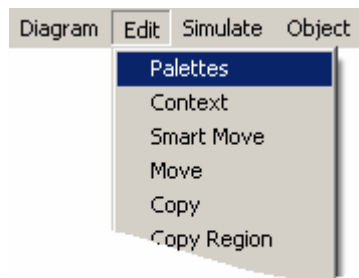 Diagram Edit Simulate Object
Palettes
Context
Smart Move
Move
Copy
Copy Region